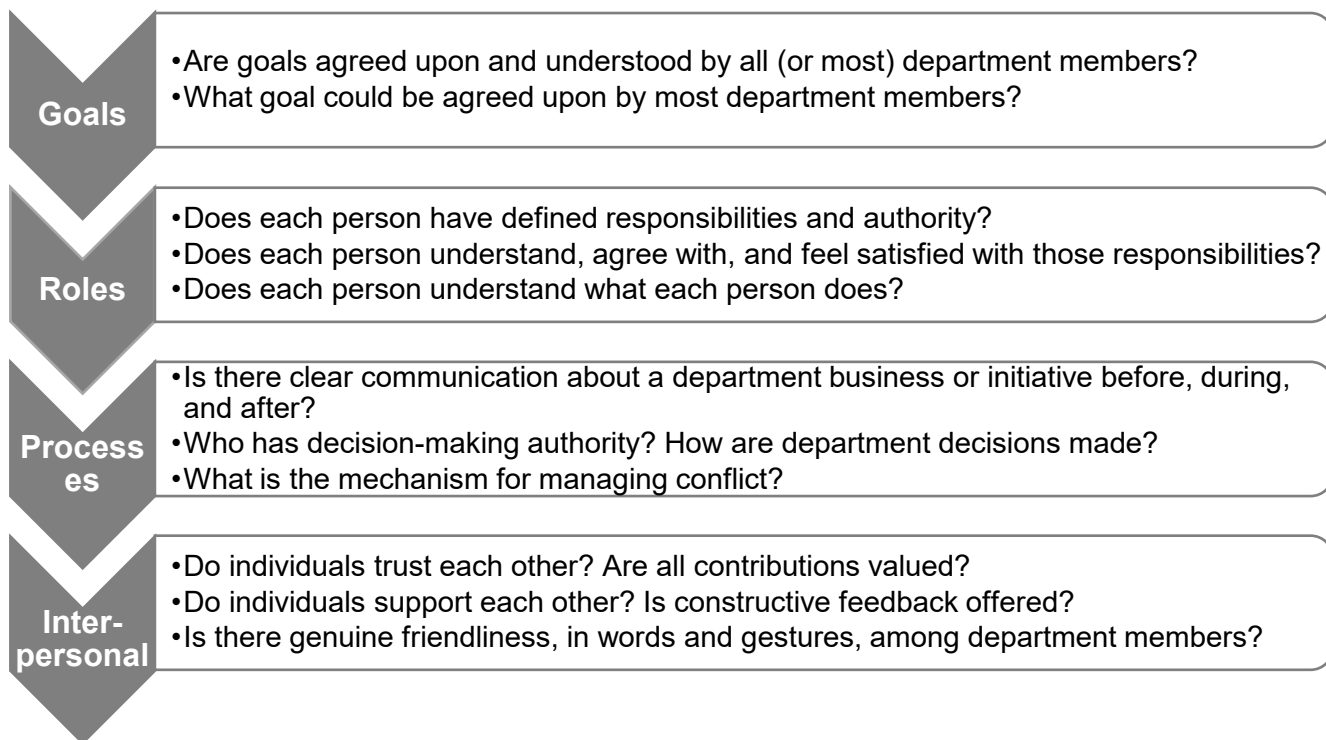 Goals
•Are goals agreed upon and understood by all (or most) department members?
•What goal could be agreed upon by most department members?
Roles
•Does each person have defined responsibilities and authority?
•Does each person understand, agree with, and feel satisfied with those responsibilities?
•Does each person understand what each person does?
Process
es
•Is there clear communication about a department business or initiative before, during,
and after?
•Who has decision-making authority? How are department decisions made?
•What is the mechanism for managing conflict?
Inter-
personal
•Do individuals trust each other? Are all contributions valued?
•Do individuals support each other? Is constructive feedback offered?
•Is there genuine friendliness, in words and gestures, among department members?